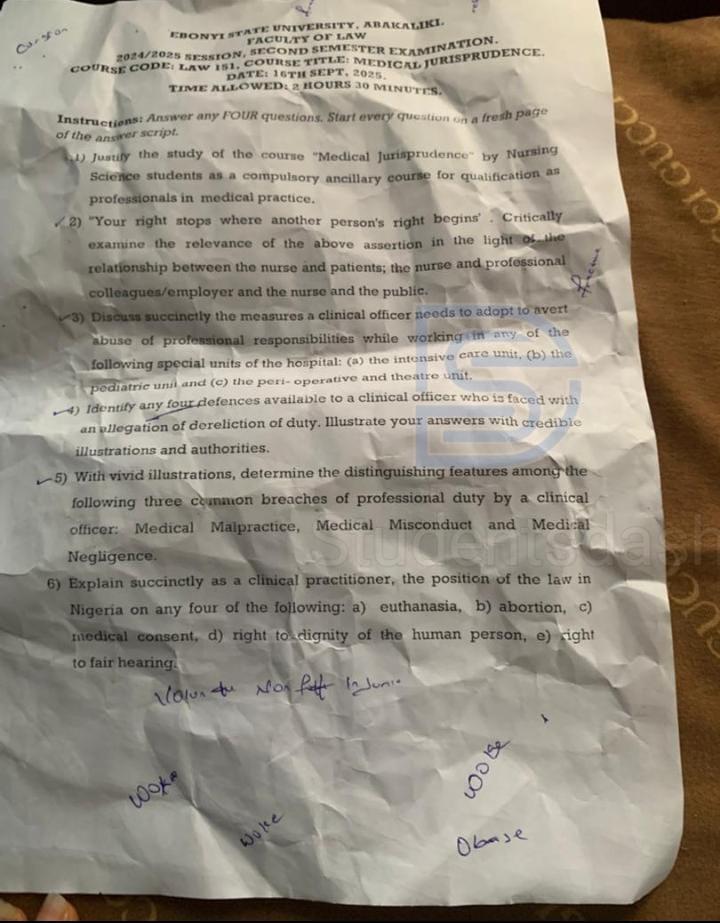 EBONYI STATE UNIVERSITY, ABAKALIKI.
FACULTY OF LAW
2024/2025 SESSION, SECOND SEMESTER EXAMINATION.
COURSE CODE: LAW 151, COURSE TITLE: MEDICAL JURISPRUDENCE.
DATE: 16TH SEPT, 2025.
TIME ALLOWED: 2 HOURS 30 MINUTES.
Instructions: Answer any FOUR questions. Start every question on a fresh page
of the answer script.
1) Justify the study of the course "Medical Jurisprudence" by Nursing
Science students as a compulsory ancillary course for qualification as
professionals in medical practice.
2) "Your right stops where another person's right begins' . Critically
examine the relevance of the above assertion in the light of the
relationship between the nurse and patients; the nurse and professional
colleagues/employer and the nurse and the public.
3) Discuss succinctly the measures a clinical officer needs to adopt to avert
abuse of professional responsibilities while working in any of the
following special units of the hospital: (a) the intensive care unit, (b) the
pediatric unit and (c) the peri- operative and theatre unit.
4) Identify any four defences available to a clinical officer who is faced with
an allegation of dereliction of duty. Illustrate your answers with credible
illustrations and authorities.
5) With vivid illustrations, determine the distinguishing features among the
following three common breaches of professional duty by a clinical
officer: Medical Malpractice, Medical Misconduct and Medical
Negligence.
6) Explain succinctly as a clinical practitioner, the position of the law in
Nigeria on any four of the following: a) euthanasia, b) abortion, c)
medical consent, d) right to dignity of the human person, e) right
to fair hearing.
Woke
Woke
Studentsdash
GUCCI